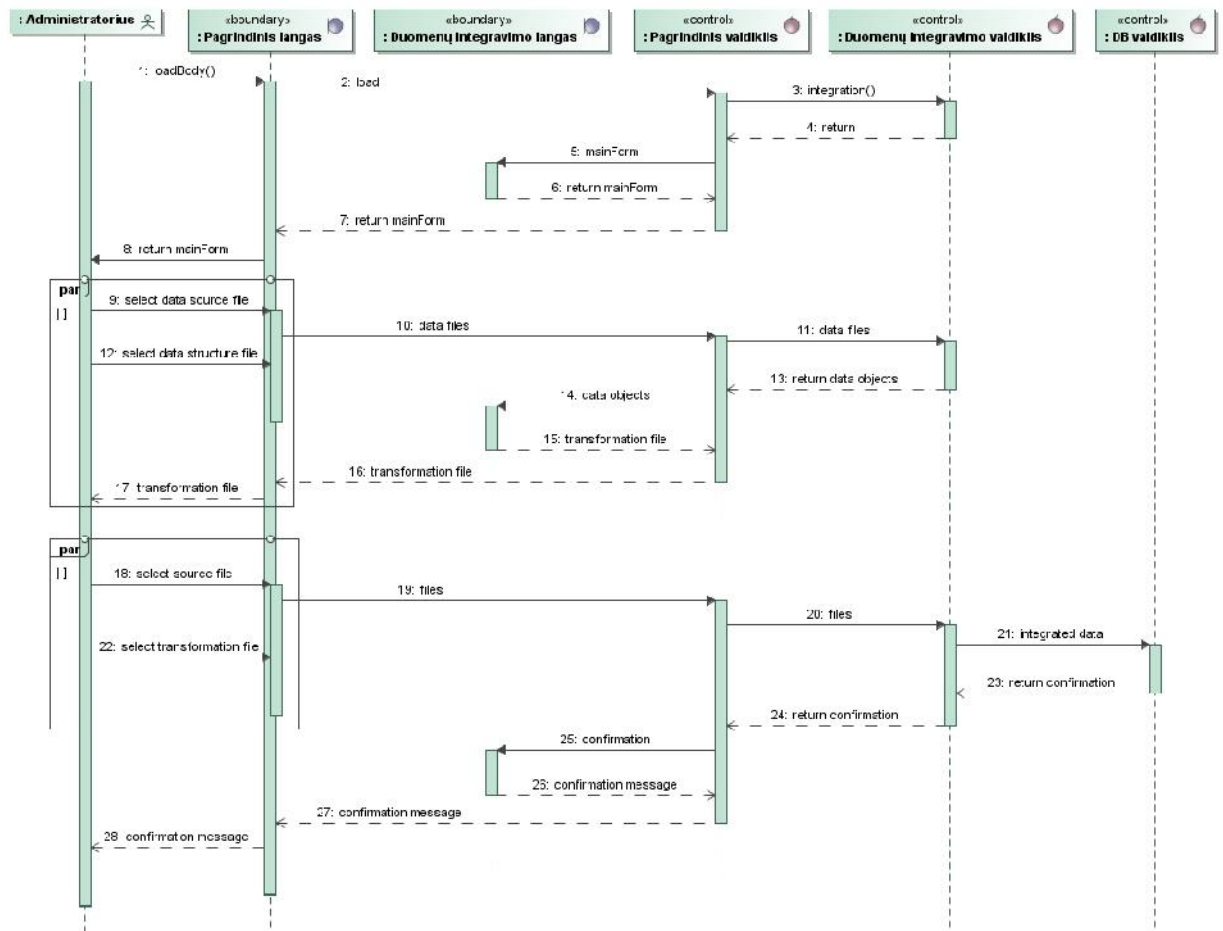 : Administratorius
«boundary»
: Pagrindinis langas
«boundary»
: Duomenų integravimo langas
«control»
: Pagrindinis valdiklis
«control»
: Duomenų integravimo valdiklis
«control»
: DB valdiklis
1: loadBody()
2: load
3: integration()
4: return
5: mainForm
6: return mainForm
7: return mainForm
8: return mainForm
par
[ ]
9: select data source file
10: data files
11: data files
12: select data structure file
13: return data objects
14: data objects
15: transformation file
16: transformation file
17: transformation file
par
[ ]
18: select source file
19: files
20: files
21: integrated data
22: select transformation file
23: return confirmation
24: return confirmation
25: confirmation
26: confirmation message
27: confirmation message
28: confirmation message